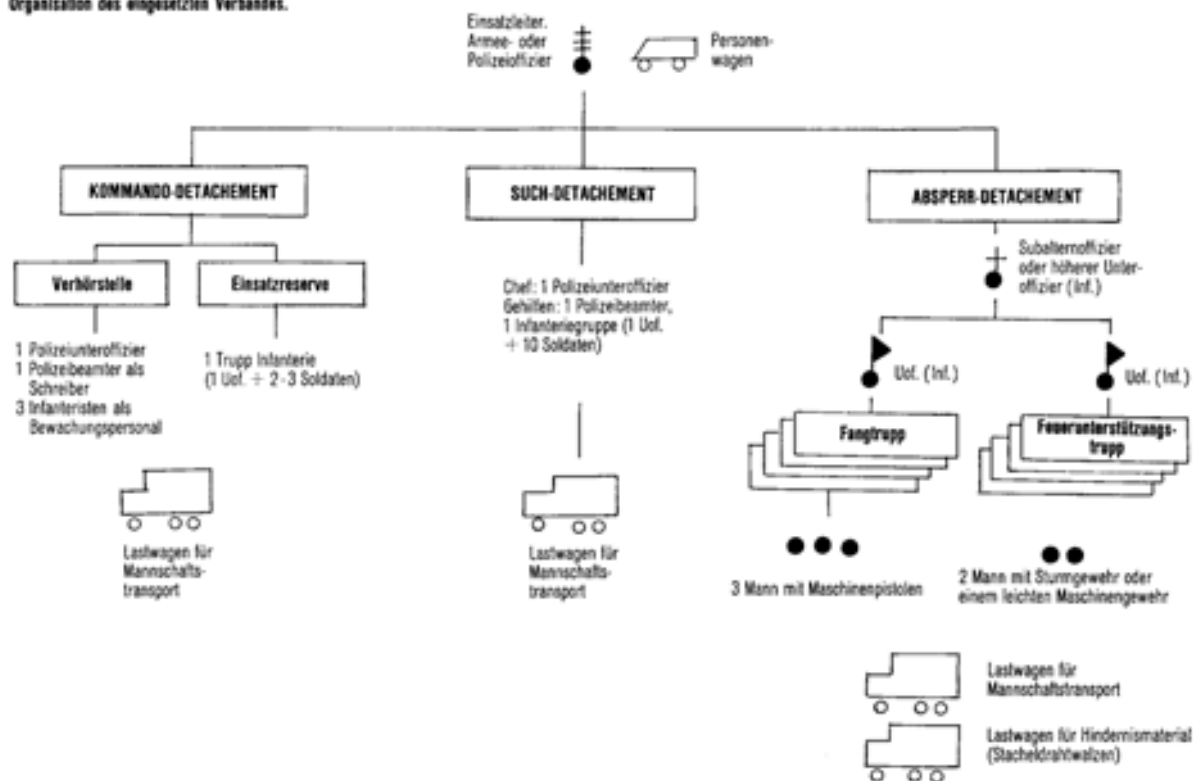 Organisation des eingesetzten Verbandes.
Einsatzleiter.
Armee- oder
Polizeioffizier
Personen-
wagen
KOMMANDO-DETACHEMENT
SUCH-DETACHEMENT
ABSPERR-DETACHEMENT
Verhörstelle
Einsatzreserve
1 Polizeiunteroffizier
1 Polizeibeamter als
Schreiber
3 Infanteristen als
Bewachungspersonal
1 Trupp Infanterie
(1 Uof. + 2-3 Soldaten)
Lastwagen für
Mannschafts-
transport
Chef: 1 Polizeiunteroffizier
Gehilfen: 1 Polizeibeamter,
1 Infanteriegruppe (1 Uof.
+ 10 Soldaten)
Lastwagen für
Mannschafts-
transport
Subalternoffizier
oder höherer Unter-
offizier (Inf.)
Uof. (Inf.)
Uof. (Inf.)
Fangtrupp
Feuerunterstützungs-
trupp
3 Mann mit Maschinenpistolen
2 Mann mit Sturmgewehr oder
einem leichten Maschinengewehr
Lastwagen für
Mannschaftstransport
Lastwagen für Hindernismaterial
(Stacheldrahtwalzen)